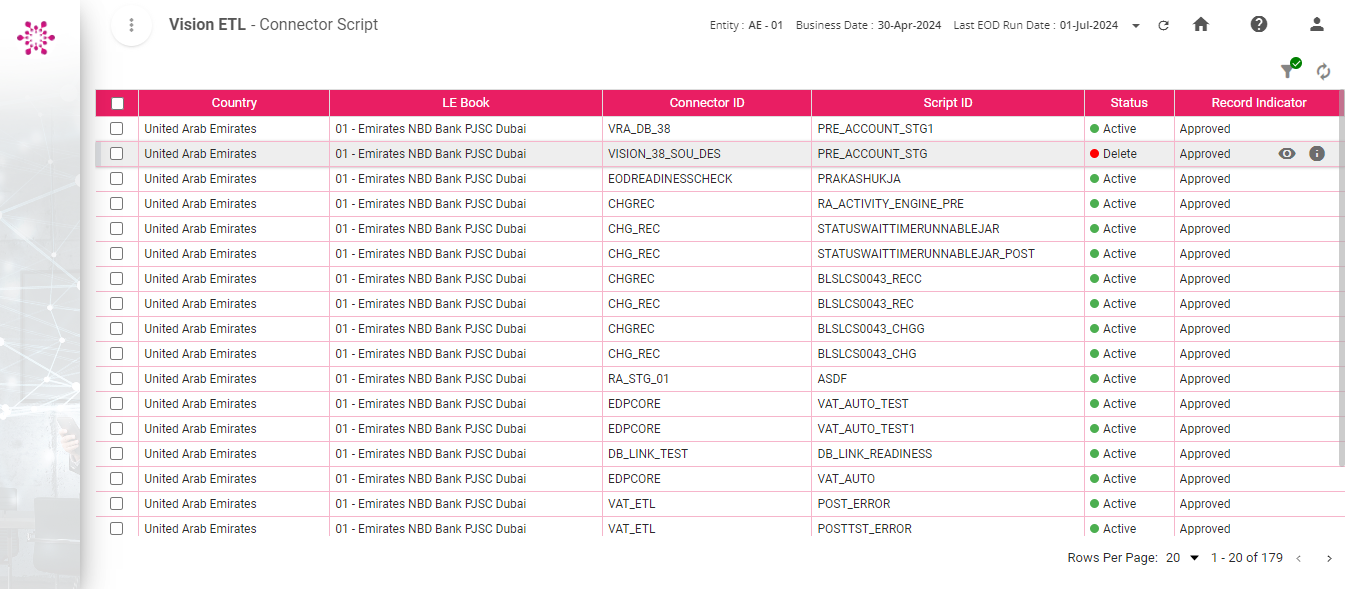 Vision ETL - Connector Script
Entity : AE - 01 Business Date : 30-Apr-2024 Last EOD Run Date : 01-Jul-2024
Country LE Book Connector ID Script ID Status Record Indicator
United Arab Emirates 01 - Emirates NBD Bank PJSC Dubai VRA_DB_38 PRE_ACCOUNT_STG1 Active Approved
United Arab Emirates 01 - Emirates NBD Bank PJSC Dubai VISION_38_SOU_DES PRE_ACCOUNT_STG Delete Approved
United Arab Emirates 01 - Emirates NBD Bank PJSC Dubai EODREADINESSCHECK PRAKASHUKJA Active Approved
United Arab Emirates 01 - Emirates NBD Bank PJSC Dubai CHGREC RA_ACTIVITY_ENGINE_PRE Active Approved
United Arab Emirates 01 - Emirates NBD Bank PJSC Dubai CHG_REC STATUSWAITTIMERUNNABLEJAR Active Approved
United Arab Emirates 01 - Emirates NBD Bank PJSC Dubai CHG_REC STATUSWAITTIMERUNNABLEJAR_POST Active Approved
United Arab Emirates 01 - Emirates NBD Bank PJSC Dubai CHGREC BLSLCS0043_RECC Active Approved
United Arab Emirates 01 - Emirates NBD Bank PJSC Dubai CHG_REC BLSLCS0043_REC Active Approved
United Arab Emirates 01 - Emirates NBD Bank PJSC Dubai CHGREC BLSLCS0043_CHGG Active Approved
United Arab Emirates 01 - Emirates NBD Bank PJSC Dubai CHG_REC BLSLCS0043_CHG Active Approved
United Arab Emirates 01 - Emirates NBD Bank PJSC Dubai RA_STG_01 ASDF Active Approved
United Arab Emirates 01 - Emirates NBD Bank PJSC Dubai EDPCORE VAT_AUTO_TEST Active Approved
United Arab Emirates 01 - Emirates NBD Bank PJSC Dubai EDPCORE VAT_AUTO_TEST1 Active Approved
United Arab Emirates 01 - Emirates NBD Bank PJSC Dubai DB_LINK_TEST DB_LINK_READINESS Active Approved
United Arab Emirates 01 - Emirates NBD Bank PJSC Dubai EDPCORE VAT_AUTO Active Approved
United Arab Emirates 01 - Emirates NBD Bank PJSC Dubai VAT_ETL POST_ERROR Active Approved
United Arab Emirates 01 - Emirates NBD Bank PJSC Dubai VAT_ETL POSTTST_ERROR Active Approved
Rows Per Page: 20 1 - 20 of 179